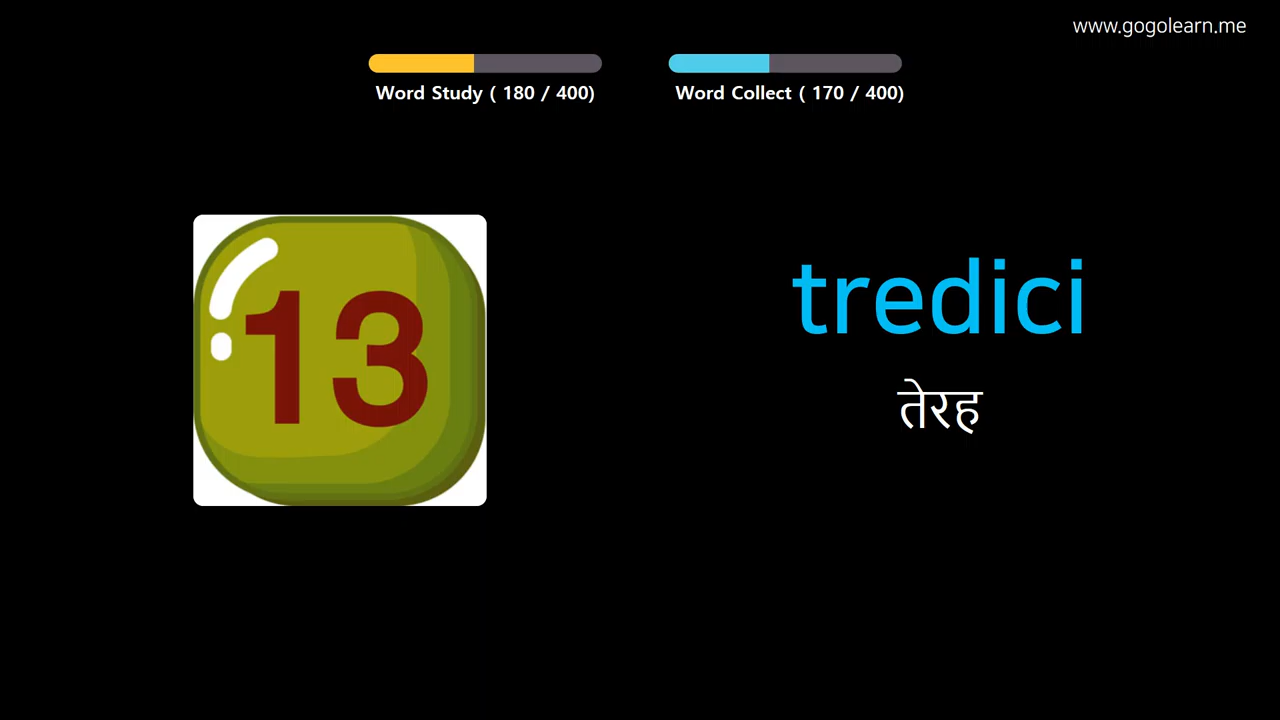 www.gogolearn.me
Word Study ( 180 / 400)
Word Collect ( 170 / 400)
13
tredici
तेरह